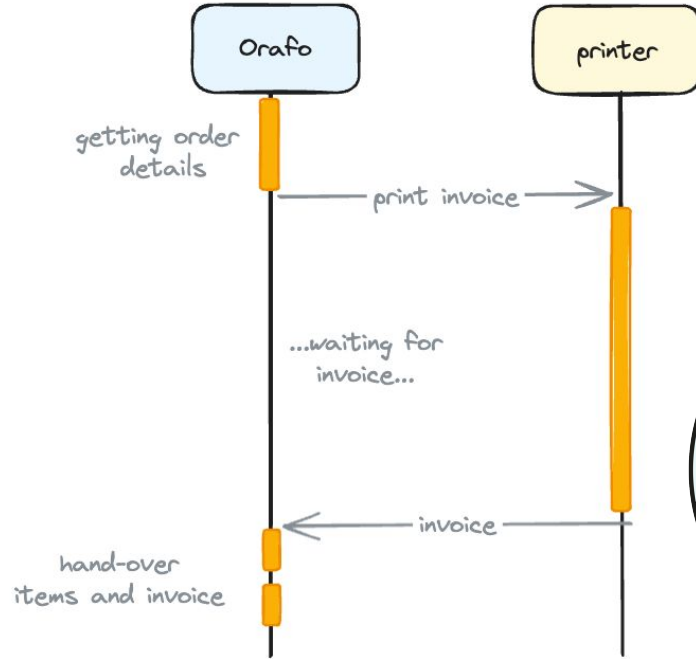 Orafo
printer
getting order
details
print invoice
...waiting for
invoice...
invoice
hand-over
items and invoice